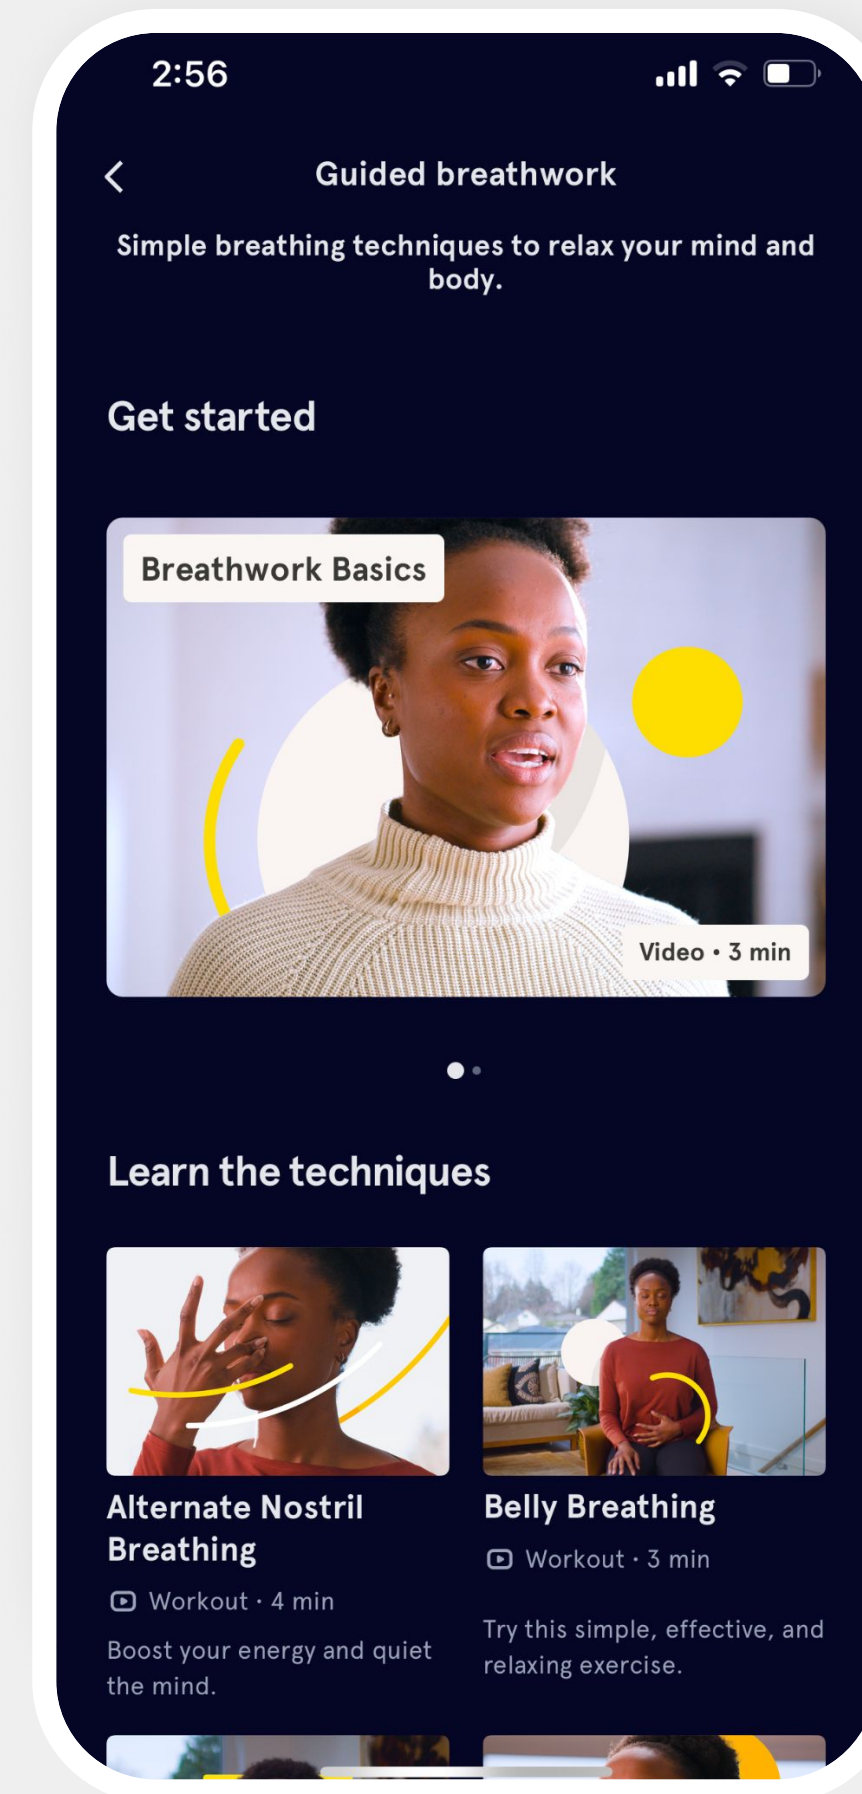 2:56
Guided breathwork
Simple breathing techniques to relax your mind and
body.
Get started
Breathwork Basics
Video • 3 min
Learn the techniques
Alternate Nostril
Breathing
Workout • 4 min
Boost your energy and quiet
the mind.
Belly Breathing
Workout • 3 min
Try this simple, effective, and
relaxing exercise.